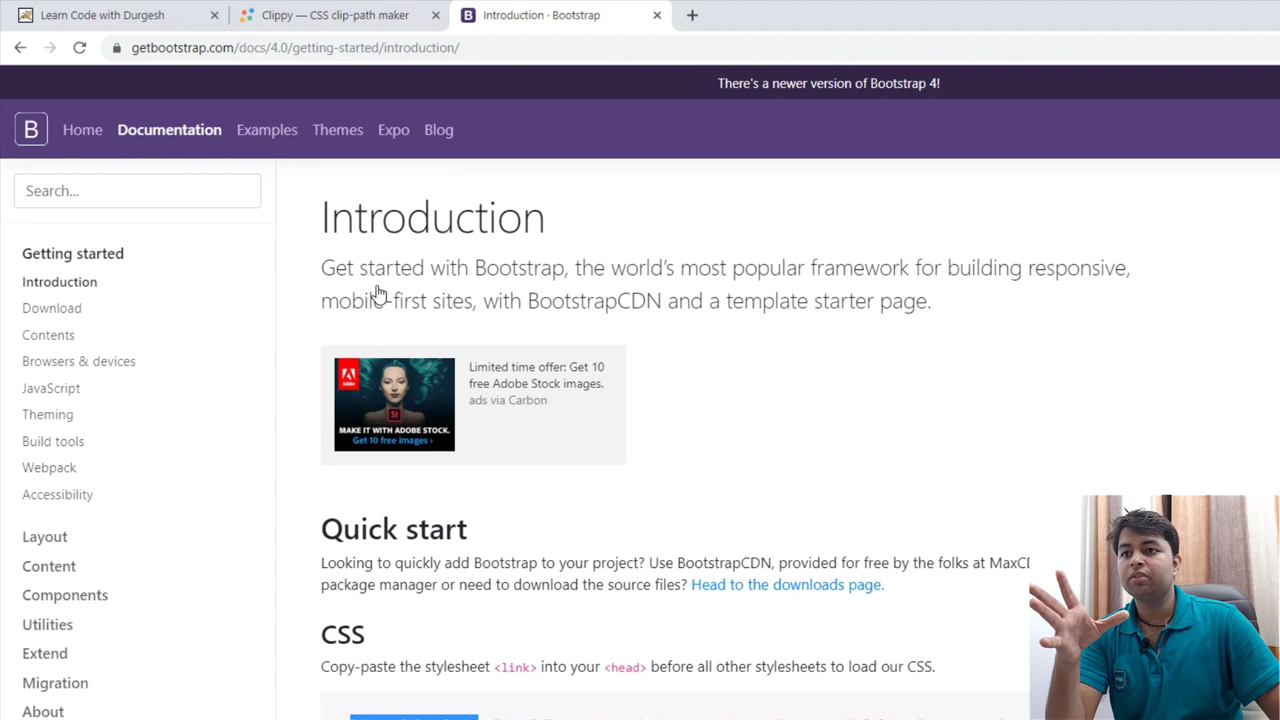 Learn Code with Durgesh
Clippy — CSS clip-path maker
Introduction · Bootstrap
getbootstrap.com/docs/4.0/getting-started/introduction/
There's a newer version of Bootstrap 4!
B Home Documentation Examples Themes Expo Blog
Search...
Getting started
Introduction
Download
Contents
Browsers & devices
JavaScript
Theming
Build tools
Webpack
Accessibility
Layout
Content
Components
Utilities
Extend
Migration
About
Introduction
Get started with Bootstrap, the world's most popular framework for building responsive,
mobile-first sites, with BootstrapCDN and a template starter page.
Adobe
St
MAKE IT WITH ADOBE STOCK.
Get 10 free images ›
Limited time offer: Get 10
free Adobe Stock images.
ads via Carbon
Quick start
Looking to quickly add Bootstrap to your project? Use BootstrapCDN, provided for free by the folks at MaxCD
package manager or need to download the source files? Head to the downloads page.
CSS
Copy-paste the stylesheet <link> into your <head> before all other stylesheets to load our CSS.